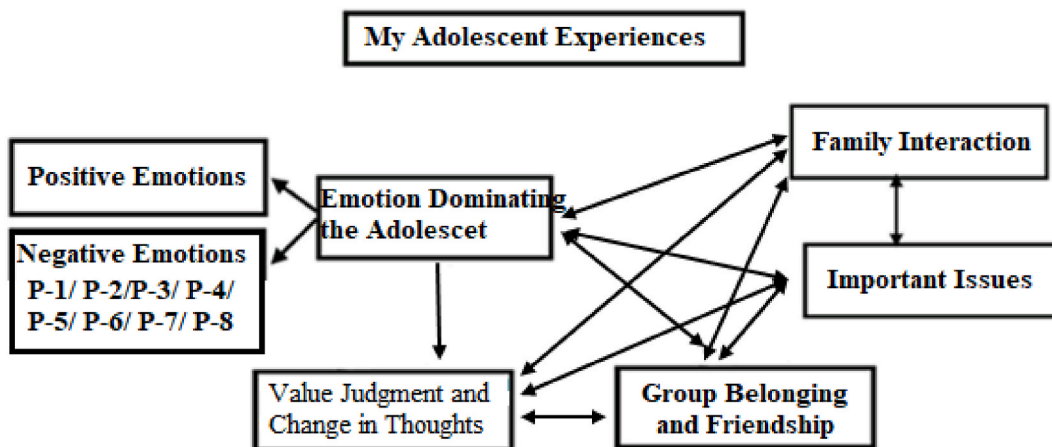 My Adolescent Experiences
Family Interaction
Positive Emotions
Emotion Dominating
the Adolescet
Negative Emotions
P-1/ P-2/P-3/ P-4/
P-5/ P-6/ P-7/ P-8
Important Issues
Value Judgment and
Change in Thoughts
Group Belonging
and Friendship